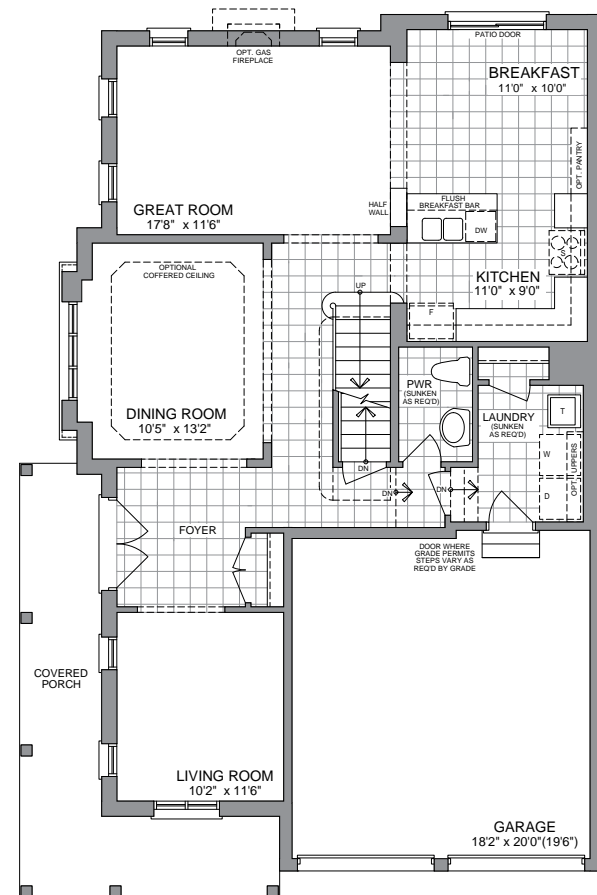 OPT. GAS
FIREPLACE
PATIO DOOR
BREAKFAST
11'0" x 10'0"
OPT. PANTRY
GREAT ROOM
17'8" x 11'6"
HALF
WALL
FLUSH
BREAKFAST BAR
DW
S
KITCHEN
11'0" x 9'0"
F
OPTIONAL
COFFERED CEILING
UP
DINING ROOM
10'5" x 13'2"
PWR
(SUNKEN
AS REQ'D)
LAUNDRY
(SUNKEN
AS REQ'D)
T
W
D
OPT. UPPERS
DN
DN
DN
FOYER
DOOR WHERE
GRADE PERMITS
STEPS VARY AS
REQ'D BY GRADE
COVERED
PORCH
LIVING ROOM
10'2" x 11'6"
GARAGE
18'2" x 20'0"(19'6")